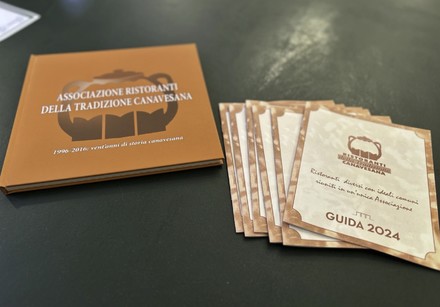 ASSOCIAZIONE RISTORANTI
DELLA TRADIZIONE CANAVESANA
1996-2016: vent'anni di storia canavesana
RISTORANTI
CANAVESANA
Ristoranti diversi con ideali comuni
riuniti in un'unica Associazione
GUIDA 2024